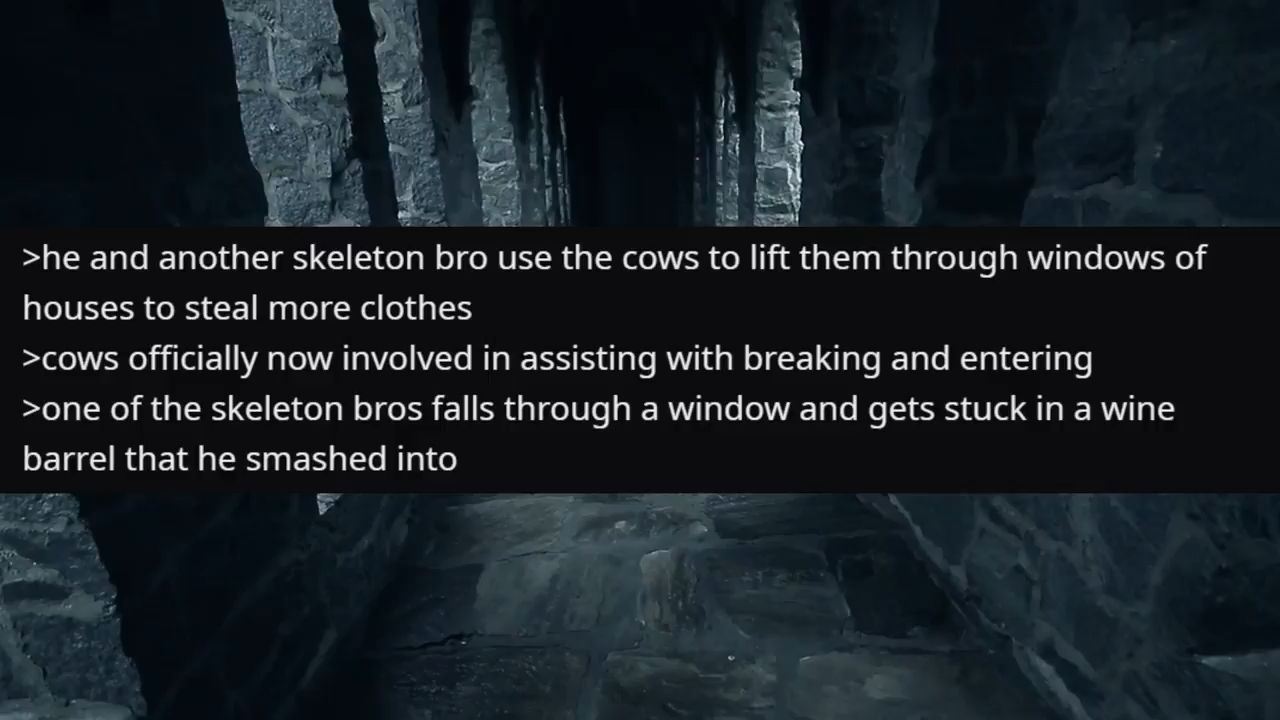 >he and another skeleton bro use the cows to lift them through windows of
houses to steal more clothes
>cows officially now involved in assisting with breaking and entering
>one of the skeleton bros falls through a window and gets stuck in a wine
barrel that he smashed into